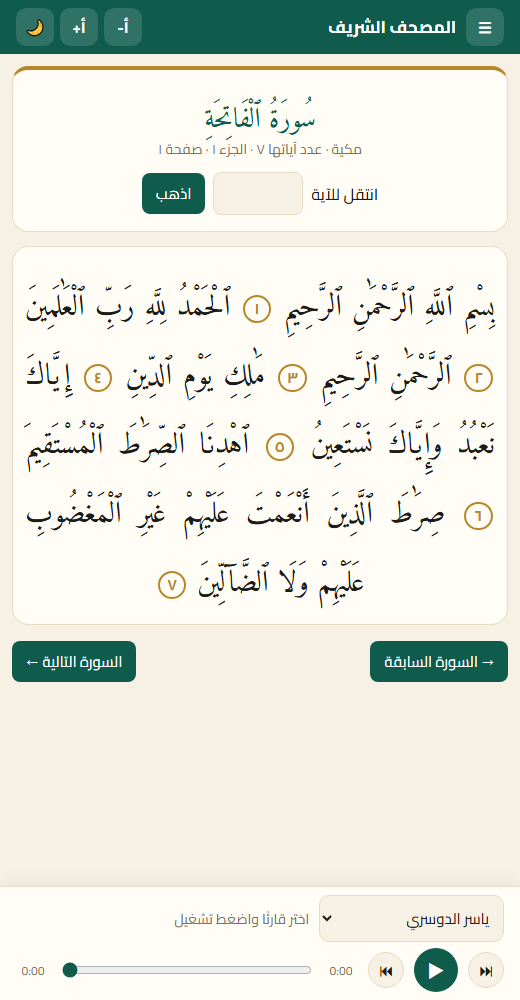 ☰ المصحف الشريف أ- أ+ 🌙
سُورَةُ ٱلْفَاتِحَةِ
مكية · عدد آياتها ٧ · الجزء ١ · صفحة ١
انتقل للآية اذهب
بِسْمِ ٱللَّهِ ٱلرَّحْمَٰنِ ٱلرَّحِيمِ ١ ٱلْحَمْدُ لِلَّهِ رَبِّ ٱلْعَٰلَمِينَ
٢ ٱلرَّحْمَٰنِ ٱلرَّحِيمِ ٣ مَٰلِكِ يَوْمِ ٱلدِّينِ ٤ إِيَّاكَ
نَعْبُدُ وَإِيَّاكَ نَسْتَعِينُ ٥ ٱهْدِنَا ٱلصِّرَٰطَ ٱلْمُسْتَقِيمَ
٦ صِرَٰطَ ٱلَّذِينَ أَنْعَمْتَ عَلَيْهِمْ غَيْرِ ٱلْمَغْضُوبِ
عَلَيْهِمْ وَلَا ٱلضَّآلِّينَ ٧
→ السورة السابقة
السورة التالية ←
ياسر الدوسري
اختر قارئًا واضغط تشغيل
0:00
0:00